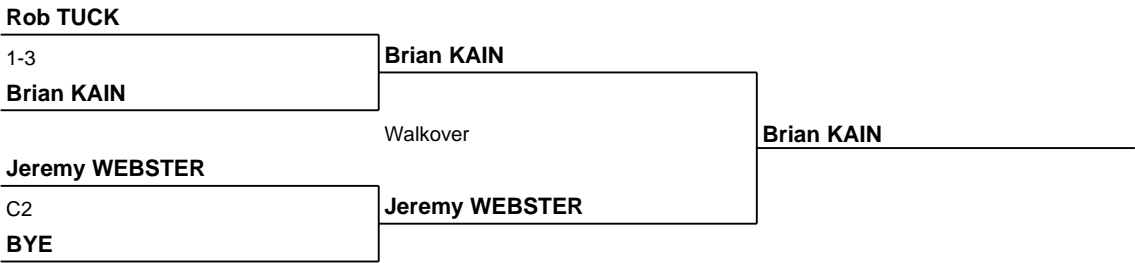 Rob TUCK
1-3
Brian KAIN
Brian KAIN
Walkover
Brian KAIN
Jeremy WEBSTER
C2
Jeremy WEBSTER
BYE